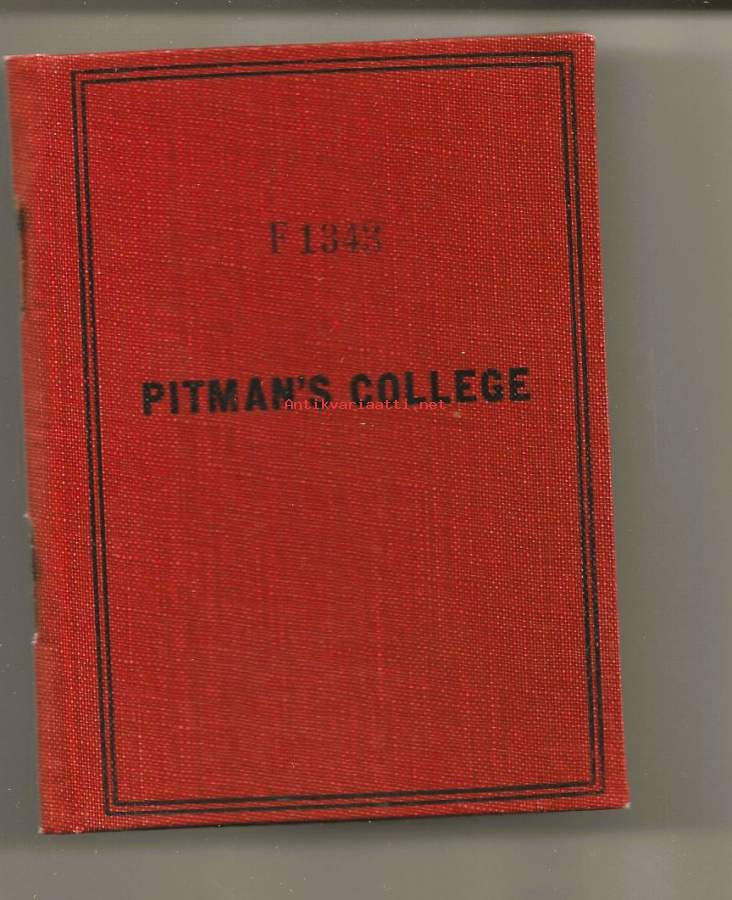 F 1343
PITMAN'S COLLEGE
Antikvariaatti.net